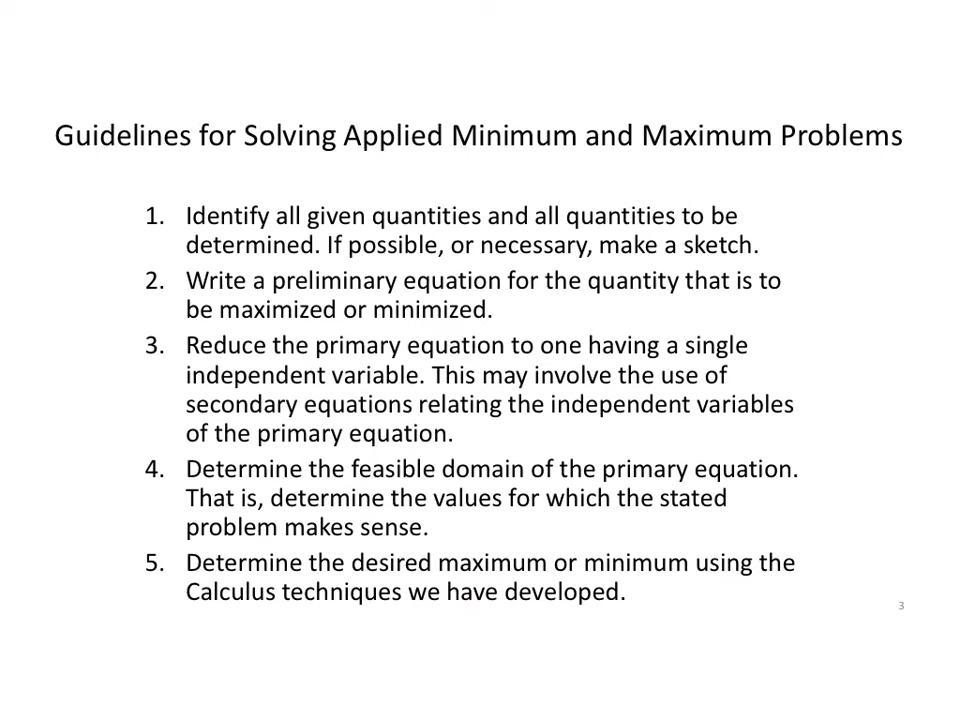 Guidelines for Solving Applied Minimum and Maximum Problems
1. Identify all given quantities and all quantities to be
determined. If possible, or necessary, make a sketch.
2. Write a preliminary equation for the quantity that is to
be maximized or minimized.
3. Reduce the primary equation to one having a single
independent variable. This may involve the use of
secondary equations relating the independent variables
of the primary equation.
4. Determine the feasible domain of the primary equation.
That is, determine the values for which the stated
problem makes sense.
5. Determine the desired maximum or minimum using the
Calculus techniques we have developed.
3